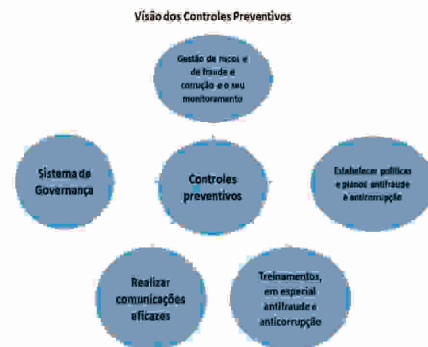 Visão dos Controles Preventivos
Gestão de riscos e
de fraude e
corrução e o seu
monitoramento
Sistema de
Governança
Controles
preventivos
Estabelecer políticas
e planos antifraude
e anticorrupção
Realizar
comunicações
eficazes
Treinamentos,
em especial
antifraude e
anticorrupção